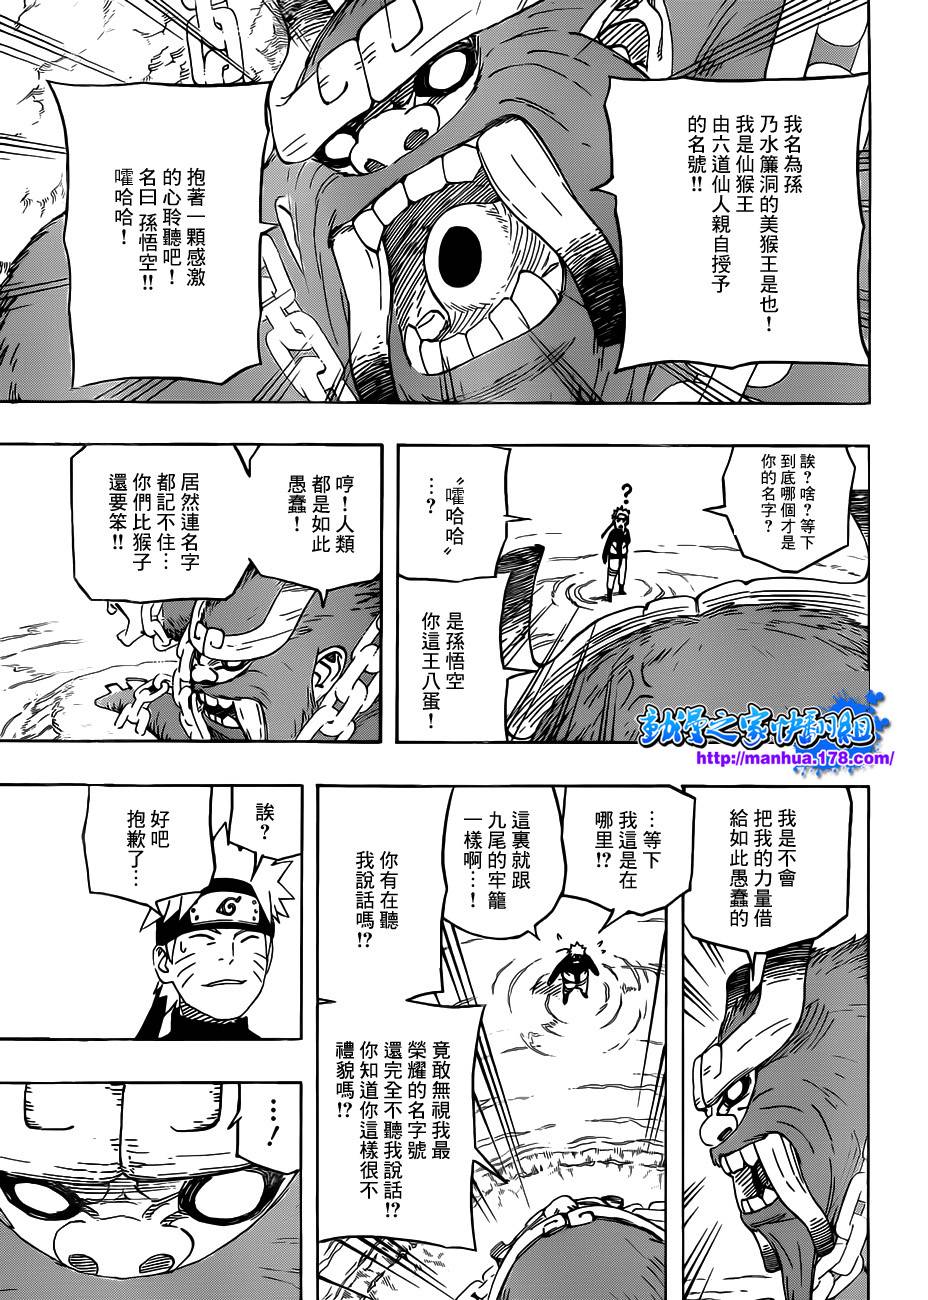 我名為孫
乃水簾洞的美猴王是也！
我是仙猴王
由六道仙人親自授予
的名號!!
抱著一顆感激
的心聆聽吧！
名曰 孫悟空!!
嚯哈哈！
誒？啥？等下
到底哪個才是
你的名字？
?
〝嚯哈哈〞
…？
是孫悟空
你這王八蛋！
哼！人類
都是如此
愚蠢！
居然連名字
都記不住…
你們比猴子
還要笨!!
動漫之家快翻組
http://manhua.178.com/
我是不會
把我的力量借
給如此愚蠢的
…等下
我這是在
哪里!?
這裏就跟
九尾的牢籠
一樣啊…！
你有在聽
我說話嗎!?
竟敢無視我最
榮耀的名字號
還完全不聽我說話!?
你知道你這樣很不
禮貌嗎!?
誒？
好吧
抱歉了…
…！